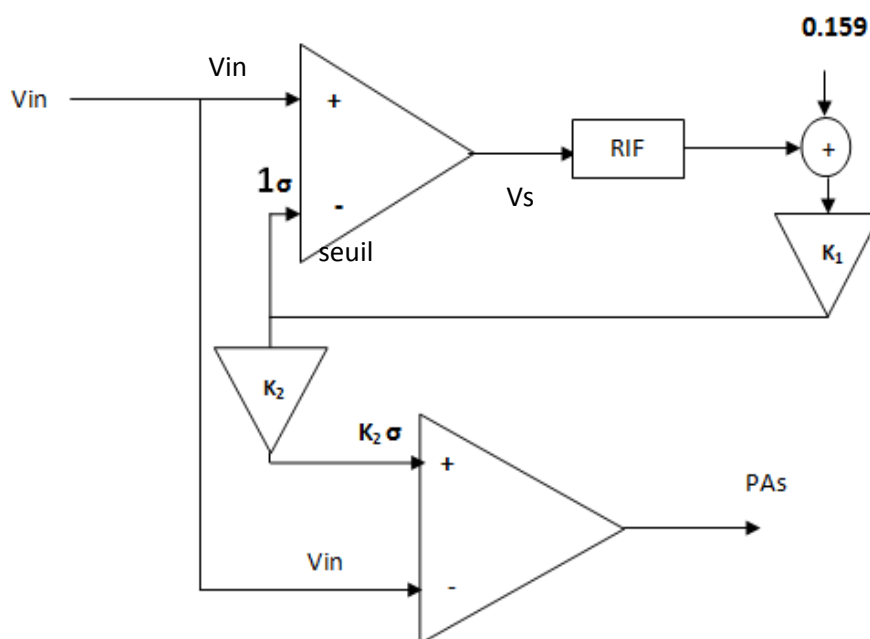 0.159
Vin
Vin
+
RIF
+
1σ
-
Vs
seuil
K₁
K₂
K₂ σ
+
PAs
Vin
-